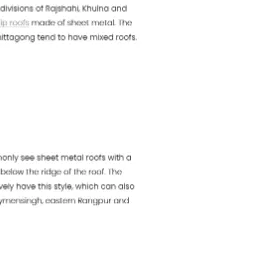 divisions of Rajshahi, Khulna and
ip roofs made of sheet metal. The
ittagong tend to have mixed roofs.
only see sheet metal roofs with a
below the ridge of the roof. The
vely have this style, which can also
ymensingh, eastern Rangpur and